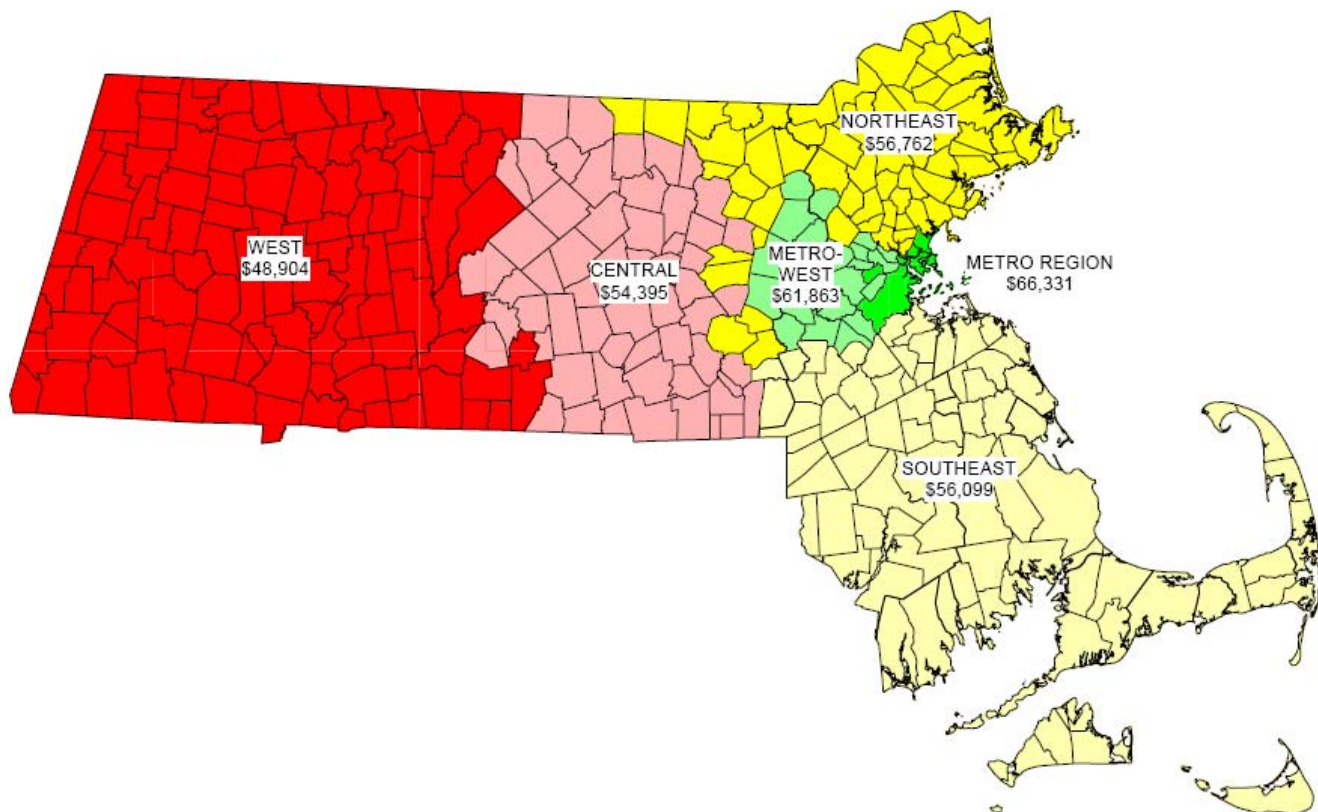 NORTHEAST
$56,762
WEST
$48,904
CENTRAL
$54,395
METRO-
WEST
$61,863
METRO REGION
$66,331
SOUTHEAST
$56,099